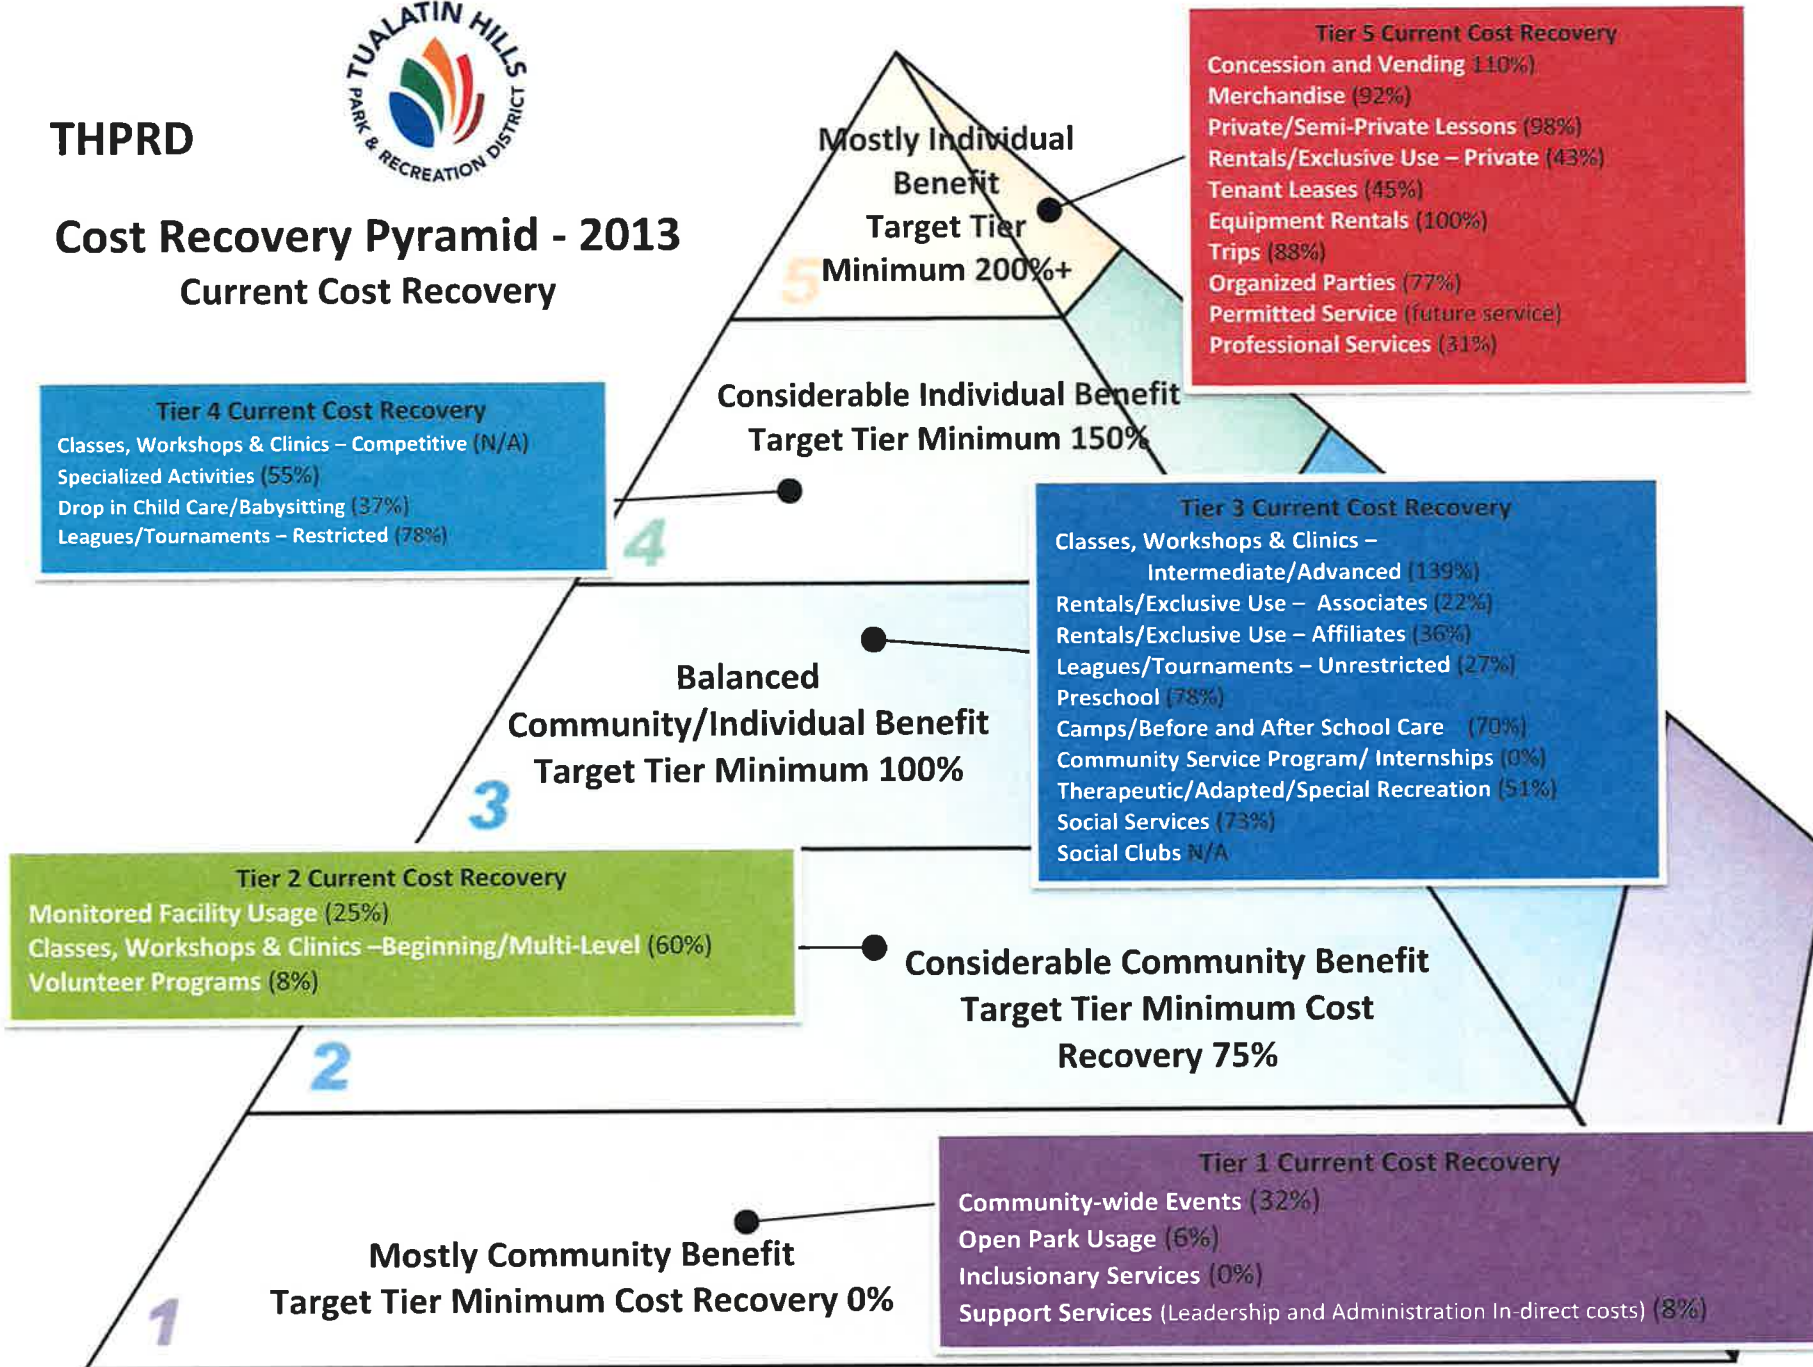 TUALATIN HILLS
PARK & RECREATION DISTRICT
THPRD
Cost Recovery Pyramid - 2013
Current Cost Recovery
Mostly Individual
Benefit
Target Tier
Minimum 200%+
5
Tier 5 Current Cost Recovery
Concession and Vending 110%)
Merchandise (92%)
Private/Semi-Private Lessons (98%)
Rentals/Exclusive Use – Private (43%)
Tenant Leases (45%)
Equipment Rentals (100%)
Trips (88%)
Organized Parties (77%)
Permitted Service (future service)
Professional Services (31%)
Considerable Individual Benefit
Target Tier Minimum 150%
4
Tier 4 Current Cost Recovery
Classes, Workshops & Clinics – Competitive (N/A)
Specialized Activities (55%)
Drop in Child Care/Babysitting (37%)
Leagues/Tournaments – Restricted (78%)
Tier 3 Current Cost Recovery
Classes, Workshops & Clinics –
Intermediate/Advanced (139%)
Rentals/Exclusive Use – Associates (22%)
Rentals/Exclusive Use – Affiliates (36%)
Leagues/Tournaments – Unrestricted (27%)
Preschool (78%)
Camps/Before and After School Care (70%)
Community Service Program/ Internships (0%)
Therapeutic/Adapted/Special Recreation (51%)
Social Services (73%)
Social Clubs N/A
Balanced
Community/Individual Benefit
Target Tier Minimum 100%
3
Tier 2 Current Cost Recovery
Monitored Facility Usage (25%)
Classes, Workshops & Clinics –Beginning/Multi-Level (60%)
Volunteer Programs (8%)
Considerable Community Benefit
Target Tier Minimum Cost
Recovery 75%
2
Tier 1 Current Cost Recovery
Community-wide Events (32%)
Open Park Usage (6%)
Inclusionary Services (0%)
Support Services (Leadership and Administration In-direct costs) (8%)
Mostly Community Benefit
Target Tier Minimum Cost Recovery 0%
1